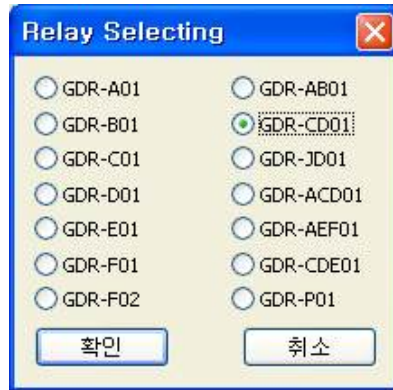 Relay Selecting
GDR-A01 GDR-AB01
GDR-B01 GDR-CD01
GDR-C01 GDR-JD01
GDR-D01 GDR-ACD01
GDR-E01 GDR-AEF01
GDR-F01 GDR-CDE01
GDR-F02 GDR-P01
확인 취소